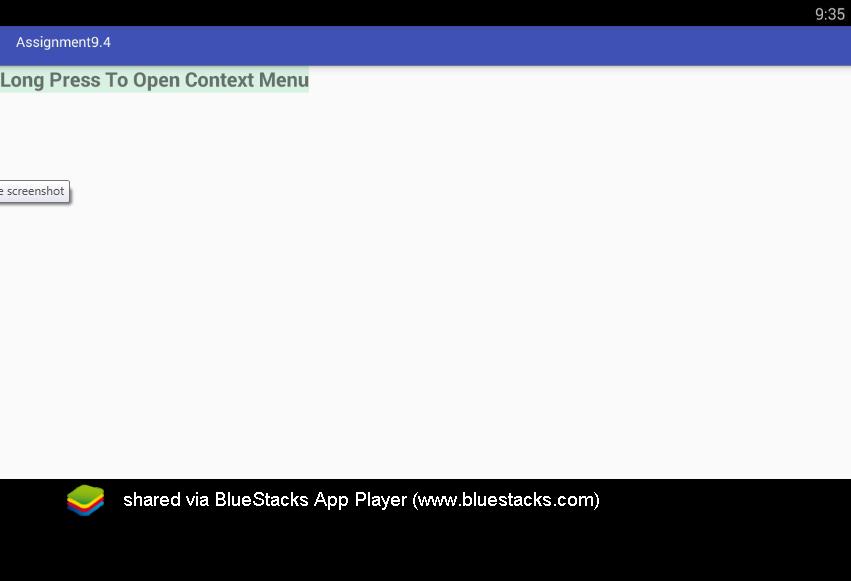 9:35
Assignment9.4
Long Press To Open Context Menu
e screenshot
shared via BlueStacks App Player (www.bluestacks.com)